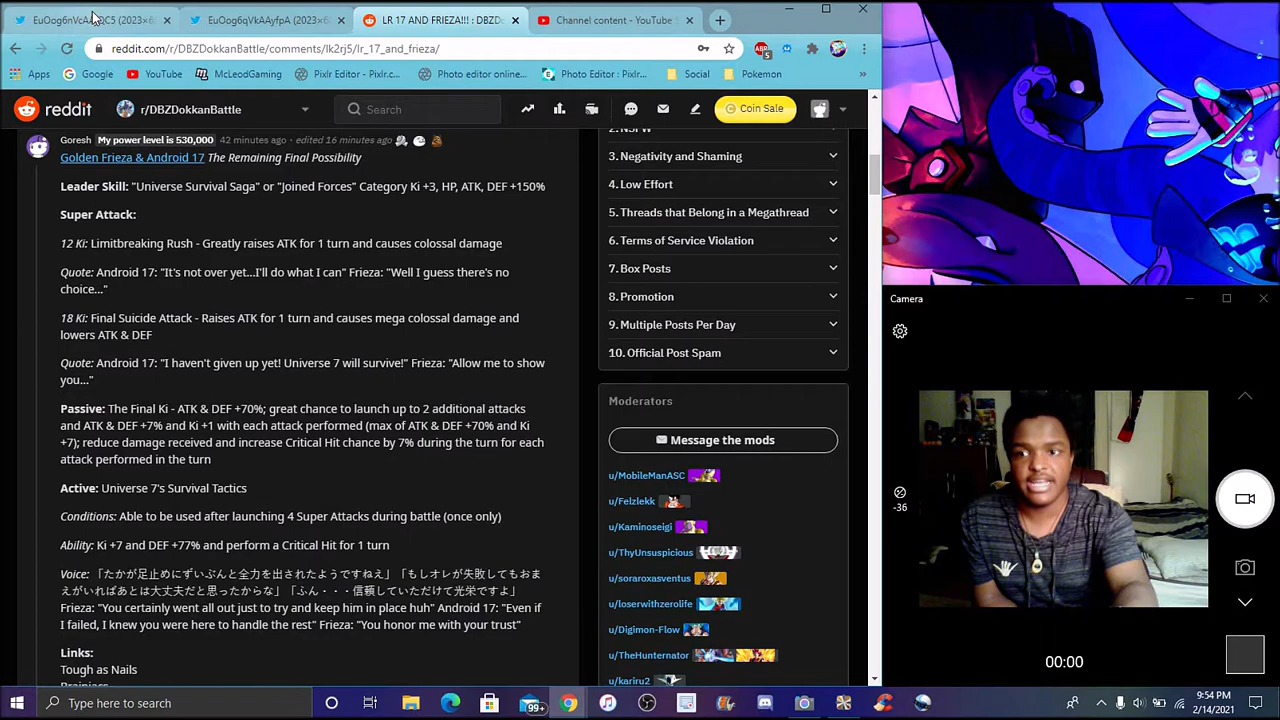 EuOog6nVcA
EuOog6qVkAAyfpA (2023×
LR 17 AND FRIEZA!!! : DBZDo
Channel content - YouTube S
reddit.com/r/DBZDokkanBattle/comments/lk2rj5/lr_17_and_frieza/
Apps Google YouTube McLeodGaming Pixlr Editor - Pixlr.c... Photo editor online... Photo Editor : Pixlr... Social Pokemon »
reddit r/DBZDokkanBattle Search Coin Sale
Goresh My power level is 530,000 42 minutes ago · edited 16 minutes ago
Golden Frieza & Android 17 The Remaining Final Possibility
Leader Skill: "Universe Survival Saga" or "Joined Forces" Category Ki +3, HP, ATK, DEF +150%
Super Attack:
12 Ki: Limitbreaking Rush - Greatly raises ATK for 1 turn and causes colossal damage
Quote: Android 17: "It's not over yet...I'll do what I can" Frieza: "Well I guess there's no
choice..."
18 Ki: Final Suicide Attack - Raises ATK for 1 turn and causes mega colossal damage and
lowers ATK & DEF
Quote: Android 17: "I haven't given up yet! Universe 7 will survive!" Frieza: "Allow me to show
you..."
Passive: The Final Ki - ATK & DEF +70%; great chance to launch up to 2 additional attacks
and ATK & DEF +7% and Ki +1 with each attack performed (max of ATK & DEF +70% and Ki
+7); reduce damage received and increase Critical Hit chance by 7% during the turn for each
attack performed in the turn
Active: Universe 7's Survival Tactics
Conditions: Able to be used after launching 4 Super Attacks during battle (once only)
Ability: Ki +7 and DEF +77% and perform a Critical Hit for 1 turn
Voice: 「たかが足止めにずいぶんと全力を出されたようですねえ」「もしオレが失敗してもおま
えがいればあとは大丈夫だと思ったからな」「ふん・・・信頼していただけて光栄ですよ」
Frieza: "You certainly went all out just to try and keep him in place huh" Android 17: "Even if
I failed, I knew you were here to handle the rest" Frieza: "You honor me with your trust"
Links:
Tough as Nails
Brainiacs
2. NSFW
3. Negativity and Shaming
4. Low Effort
5. Threads that Belong in a Megathread
6. Terms of Service Violation
7. Box Posts
8. Promotion
9. Multiple Posts Per Day
10. Official Post Spam
Moderators
Message the mods
u/MobileManASC
u/Felzlekk
u/Kaminoseigi
u/ThyUnsuspicious
u/soraroxasventus
u/loserwithzerolife
u/Digimon-Flow
u/TheHunternator
u/kariru2
Camera
-36
00:00
Type here to search
99+
9:54 PM
2/14/2021